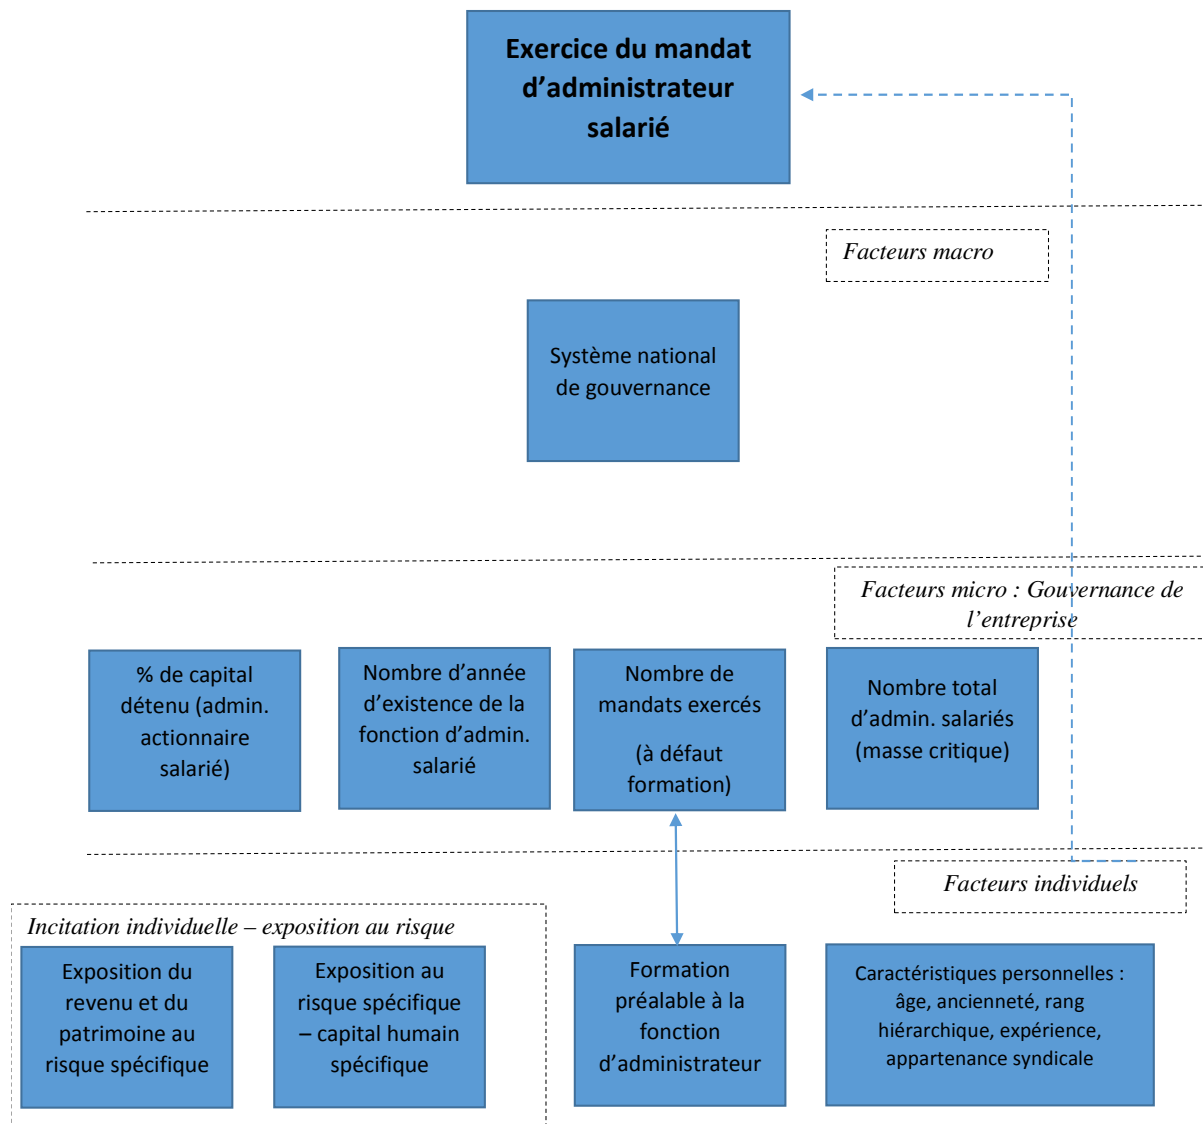 Exercice du mandat
d’administrateur
salarié
Facteurs macro
Système national
de gouvernance
Facteurs micro : Gouvernance de
l’entreprise
% de capital
détenu (admin.
actionnaire
salarié)
Nombre d’année
d’existence de la
fonction d’admin.
salarié
Nombre de
mandats exercés
(à défaut
formation)
Nombre total
d’admin. salariés
(masse critique)
Facteurs individuels
Incitation individuelle – exposition au risque
Exposition du
revenu et du
patrimoine au
risque spécifique
Exposition au
risque spécifique
– capital humain
spécifique
Formation
préalable à la
fonction
d’administrateur
Caractéristiques personnelles :
âge, ancienneté, rang
hiérarchique, expérience,
appartenance syndicale